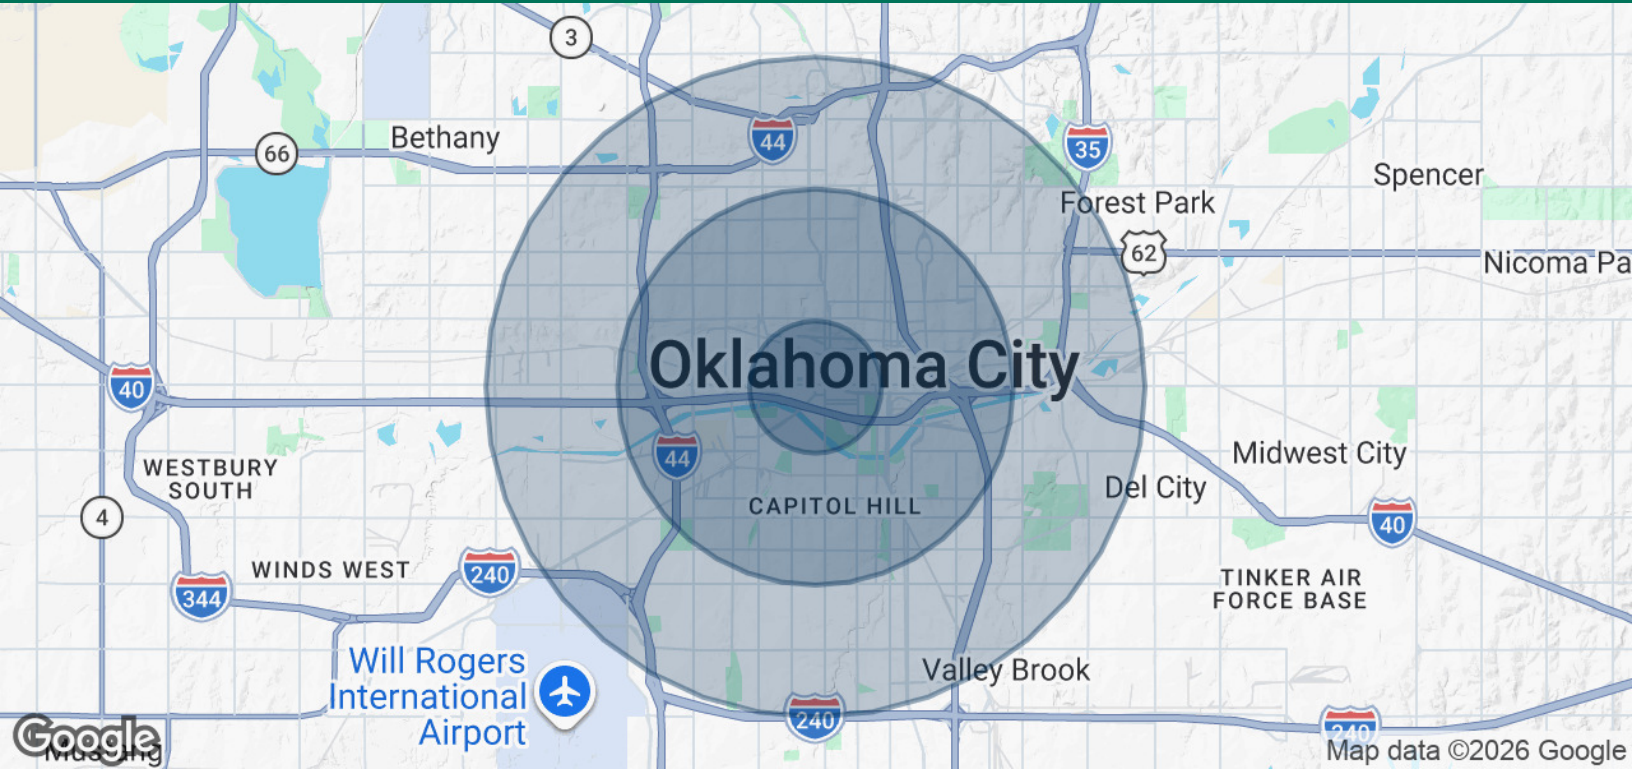 3
44
35
Bethany
66
Spencer
Forest Park
62
Nicoma Pa
Oklahoma City
40
44
WESTBURY
SOUTH
Midwest City
Del City
CAPITOL HILL
4
40
WINDS WEST
240
344
TINKER AIR
FORCE BASE
Will Rogers
International
Airport
Valley Brook
240
240
Google
Mustang
Map data ©2026 Google